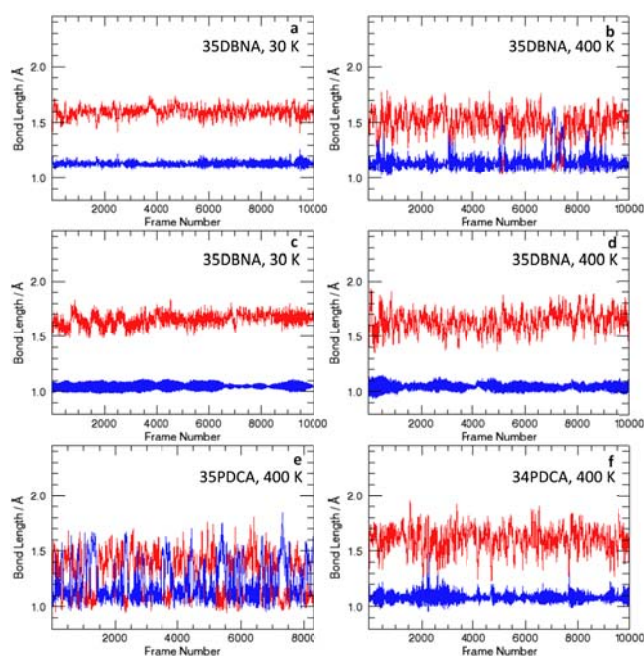 a
35DBNA, 30 K
Bond Length / Å
2.0
1.5
1.0
2000 4000 6000 8000 10000
Frame Number
b
35DBNA, 400 K
Bond Length / Å
2.0
1.5
1.0
2000 4000 6000 8000 10000
Frame Number
c
35DBNA, 30 K
Bond Length / Å
2.0
1.5
1.0
2000 4000 6000 8000 10000
Frame Number
d
35DBNA, 400 K
Bond Length / Å
2.0
1.5
1.0
2000 4000 6000 8000 10000
Frame Number
e
35PDCA, 400 K
Bond Length / Å
2.0
1.5
1.0
2000 4000 6000 8000
Frame Number
f
34PDCA, 400 K
Bond Length / Å
2.0
1.5
1.0
2000 4000 6000 8000 10000
Frame Number